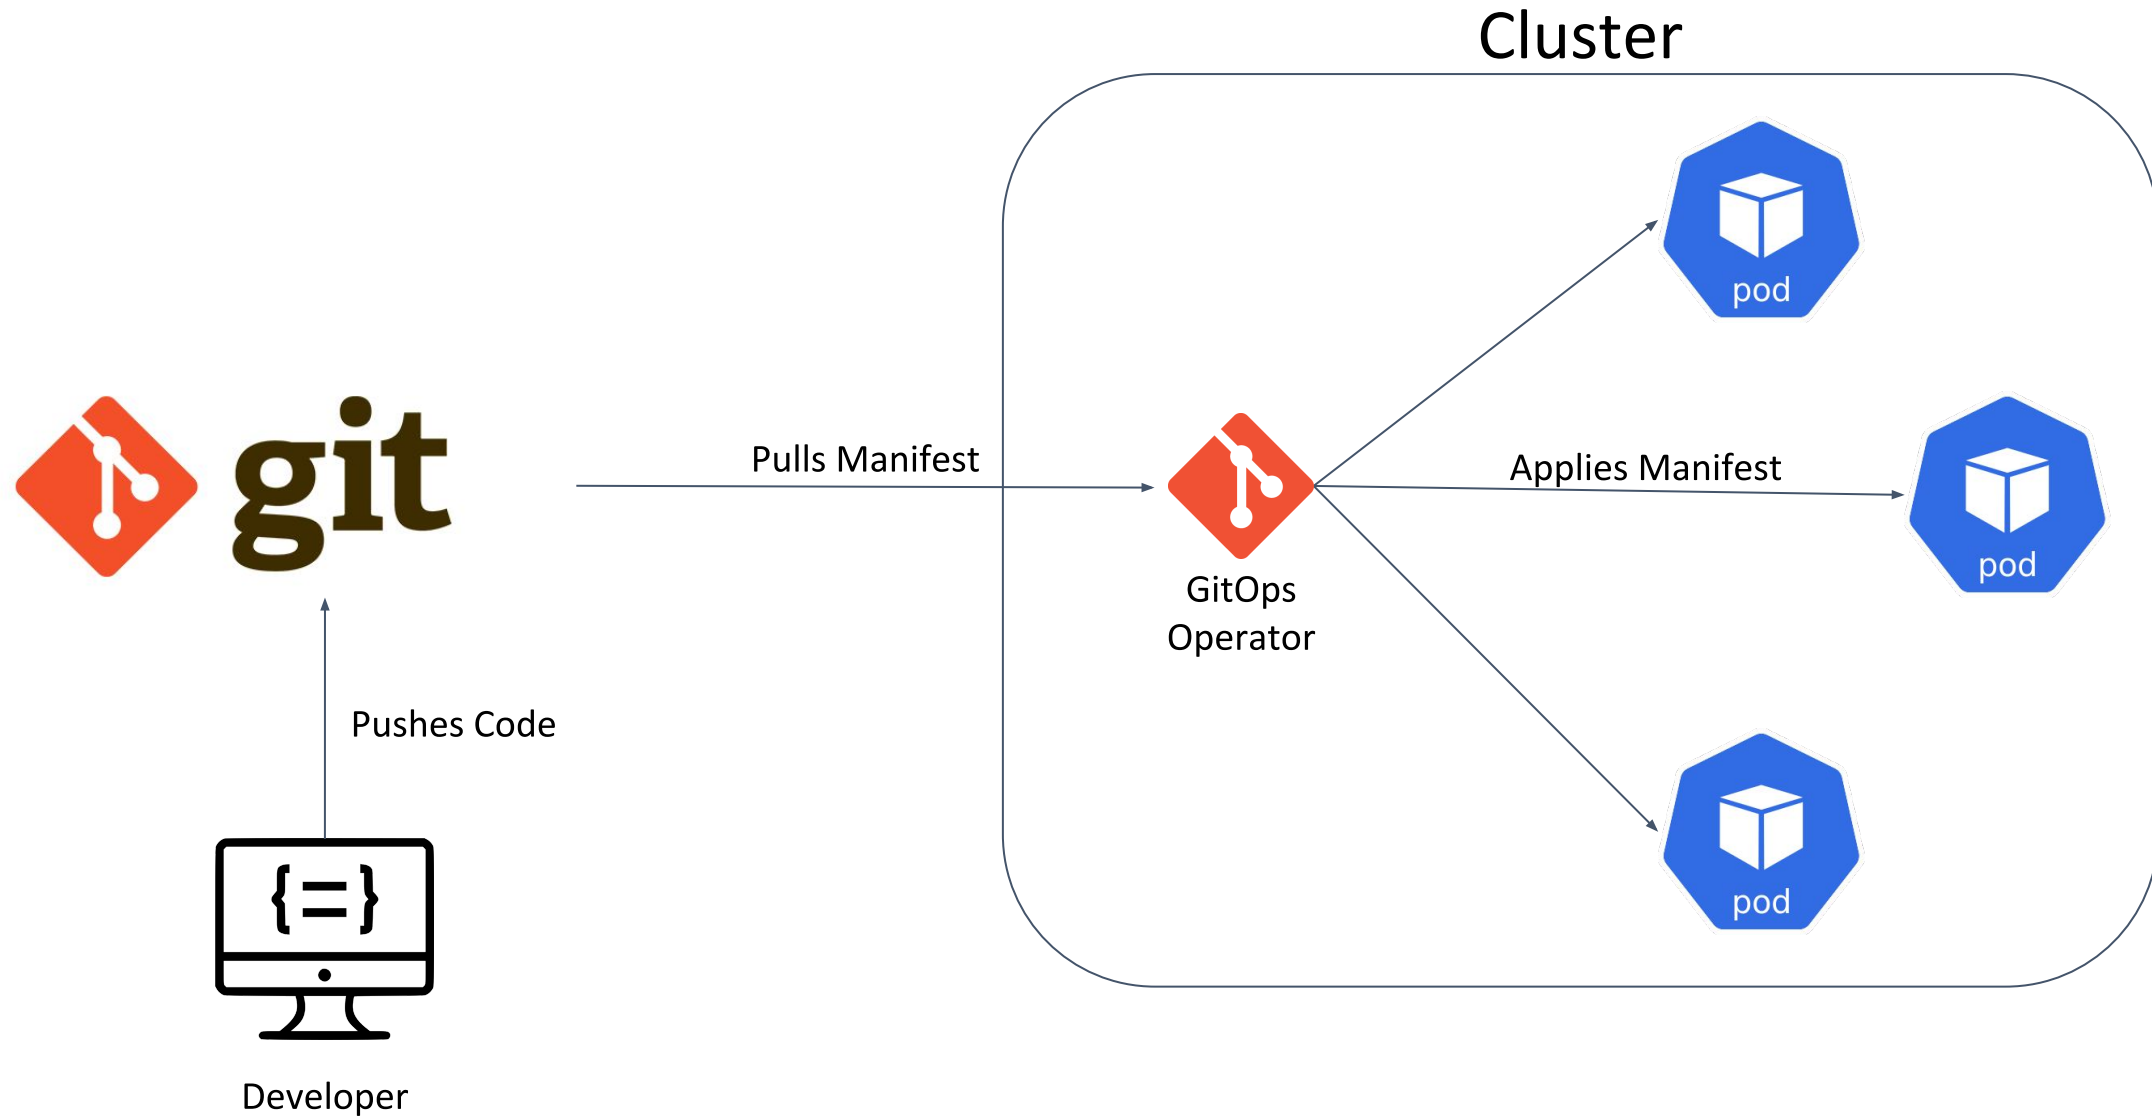 Cluster
pod
git
Pulls Manifest
Applies Manifest
pod
GitOps
Operator
Pushes Code
pod
{=}
Developer